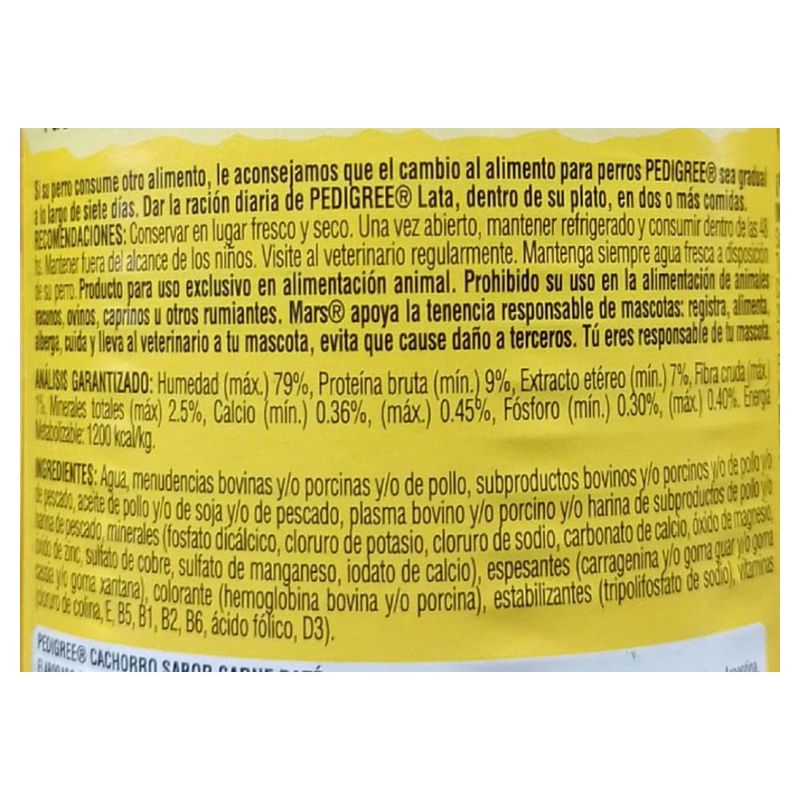 Si su perro consume otro alimento, le aconsejamos que el cambio al alimento para perros PEDIGREE® sea gradual
a lo largo de siete días. Dar la ración diaria de PEDIGREE® Lata, dentro de su plato, en dos o más comidas.
RECOMENDACIONES: Conservar en lugar fresco y seco. Una vez abierto, mantener refrigerado y consumir dentro de las 48
hs. Mantener fuera del alcance de los niños. Visite al veterinario regularmente. Mantenga siempre agua fresca a disposición
de su perro. Producto para uso exclusivo en alimentación animal. Prohibido su uso en la alimentación de animales
vacunos, ovinos, caprinos u otros rumiantes. Mars® apoya la tenencia responsable de mascotas: registra, alimenta,
alberga, cuida y lleva al veterinario a tu mascota, evita que cause daño a terceros. Tú eres responsable de tu mascota.
ANÁLISIS GARANTIZADO: Humedad (máx.) 79%, Proteína bruta (mín.) 9%, Extracto etéreo (mín.) 7%, Fibra cruda (máx.)
1%. Minerales totales (máx) 2.5%, Calcio (mín.) 0.36%, (máx.) 0.45%, Fósforo (mín.) 0.30%, (máx.) 0.40%. Energía
Metabolizable: 1200 kcal/kg.
INGREDIENTES: Agua, menudencias bovinas y/o porcinas y/o de pollo, subproductos bovinos y/o porcinos y/o de pollo y/o
de pescado, aceite de pollo y/o de soja y/o de pescado, plasma bovino y/o porcino y/o harina de subproductos de pollo y/o
harina de pescado, minerales (fosfato dicálcico, cloruro de potasio, cloruro de sodio, carbonato de calcio, óxido de magnesio,
óxido de zinc, sulfato de cobre, sulfato de manganeso, iodato de calcio), espesantes (carragenina y/o goma guar y/o goma
cassia y/o goma xantana), colorante (hemoglobina bovina y/o porcina), estabilizantes (tripolifosfato de sodio), vitaminas
(cloruro de colina, E, B5, B1, B2, B6, ácido fólico, D3).
PEDIGREE® CACHORRO SABOR CARNE PATÉ